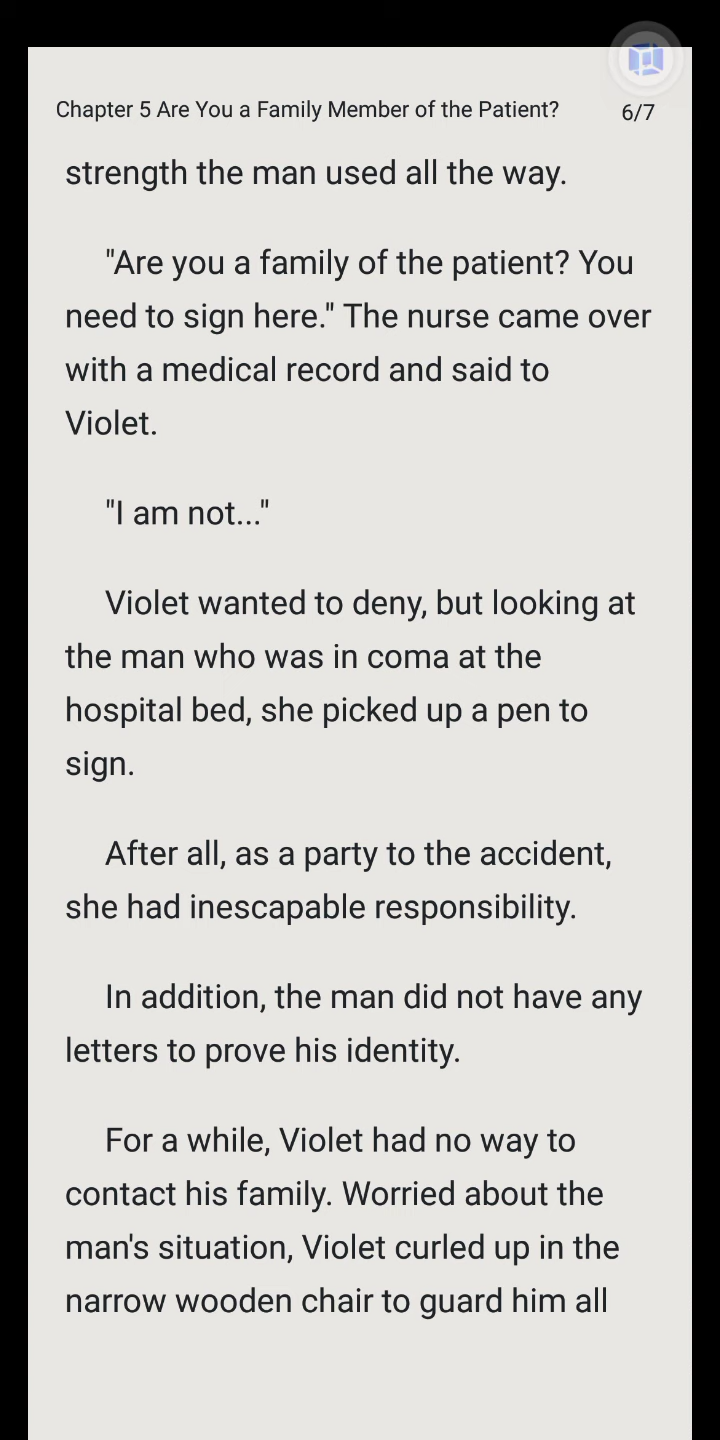 Chapter 5 Are You a Family Member of the Patient?
6/7
strength the man used all the way.
"Are you a family of the patient? You
need to sign here." The nurse came over
with a medical record and said to
Violet.
"I am not..."
Violet wanted to deny, but looking at
the man who was in coma at the
hospital bed, she picked up a pen to
sign.
After all, as a party to the accident,
she had inescapable responsibility.
In addition, the man did not have any
letters to prove his identity.
For a while, Violet had no way to
contact his family. Worried about the
man's situation, Violet curled up in the
narrow wooden chair to guard him all